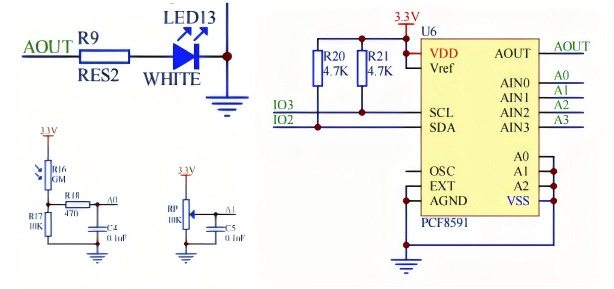 LED13
AOUT
R9
RES2
WHITE
3.3V
R16
GM
R18
470
A0
R17
10K
C4
0.1uF
3.3V
RP
10K
A1
C5
0.1uF
3.3V
U6
R20
4.7K
R21
4.7K
IO3
IO2
VDD
Vref
SCL
SDA
OSC
EXT
AGND
AOUT
AIN0
AIN1
AIN2
AIN3
A0
A1
A2
VSS
AOUT
A0
A1
A2
A3
PCF8591